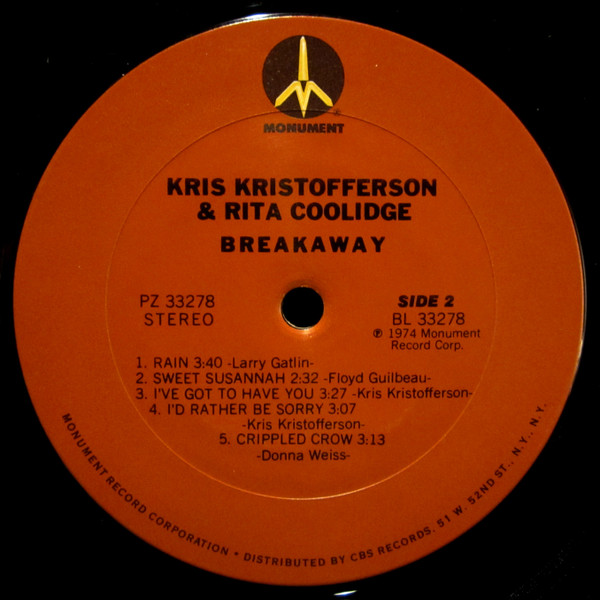 MONUMENT
KRIS KRISTOFFERSON
& RITA COOLIDGE
BREAKAWAY
PZ 33278
STEREO
SIDE 2
BL 33278
℗ 1974 Monument
Record Corp.
1. RAIN 3:40 -Larry Gatlin-
2. SWEET SUSANNAH 2:32 -Floyd Guilbeau-
3. I'VE GOT TO HAVE YOU 3:27 -Kris Kristofferson-
4. I'D RATHER BE SORRY 3:07
-Kris Kristofferson-
5. CRIPPLED CROW 3:13
-Donna Weiss-
MONUMENT RECORD CORPORATION • DISTRIBUTED BY CBS RECORDS, 51 W. 52ND ST., N.Y., N.Y.